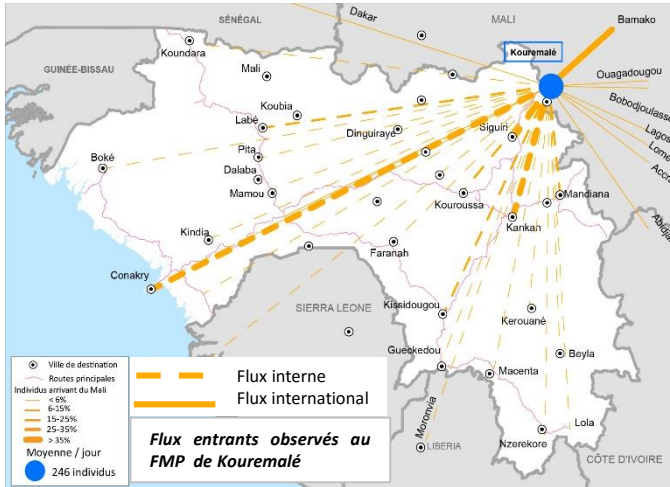 SÉNÉGAL
Dakar
MALI
Bamako
Koundara
Kouremalé
GUINÉE-BISSAU
Mali
Ouagadougou
Koubia
Bobodjoulasso
Labé
Dinguiraye
Siguiri
Lagos
Lome
Accra
Pita
Boké
Dalaba
Mamou
Kouroussa
Mandiana
Abidjan
Kankan
Kindia
Faranah
Conakry
SIERRA LEONE
Kissidougou
Kerouané
Gueckedou
Macenta
Beyla
Moronvia
Lola
LIBERIA
Nzerekore
CÔTE D'IVOIRE
Ville de destination
Routes principales
Individus arrivant du Mali
< 6%
6-15%
15-25%
25-35%
> 35%
Moyenne / jour
246 individus
Flux interne
Flux international
Flux entrants observés au
FMP de Kouremalé